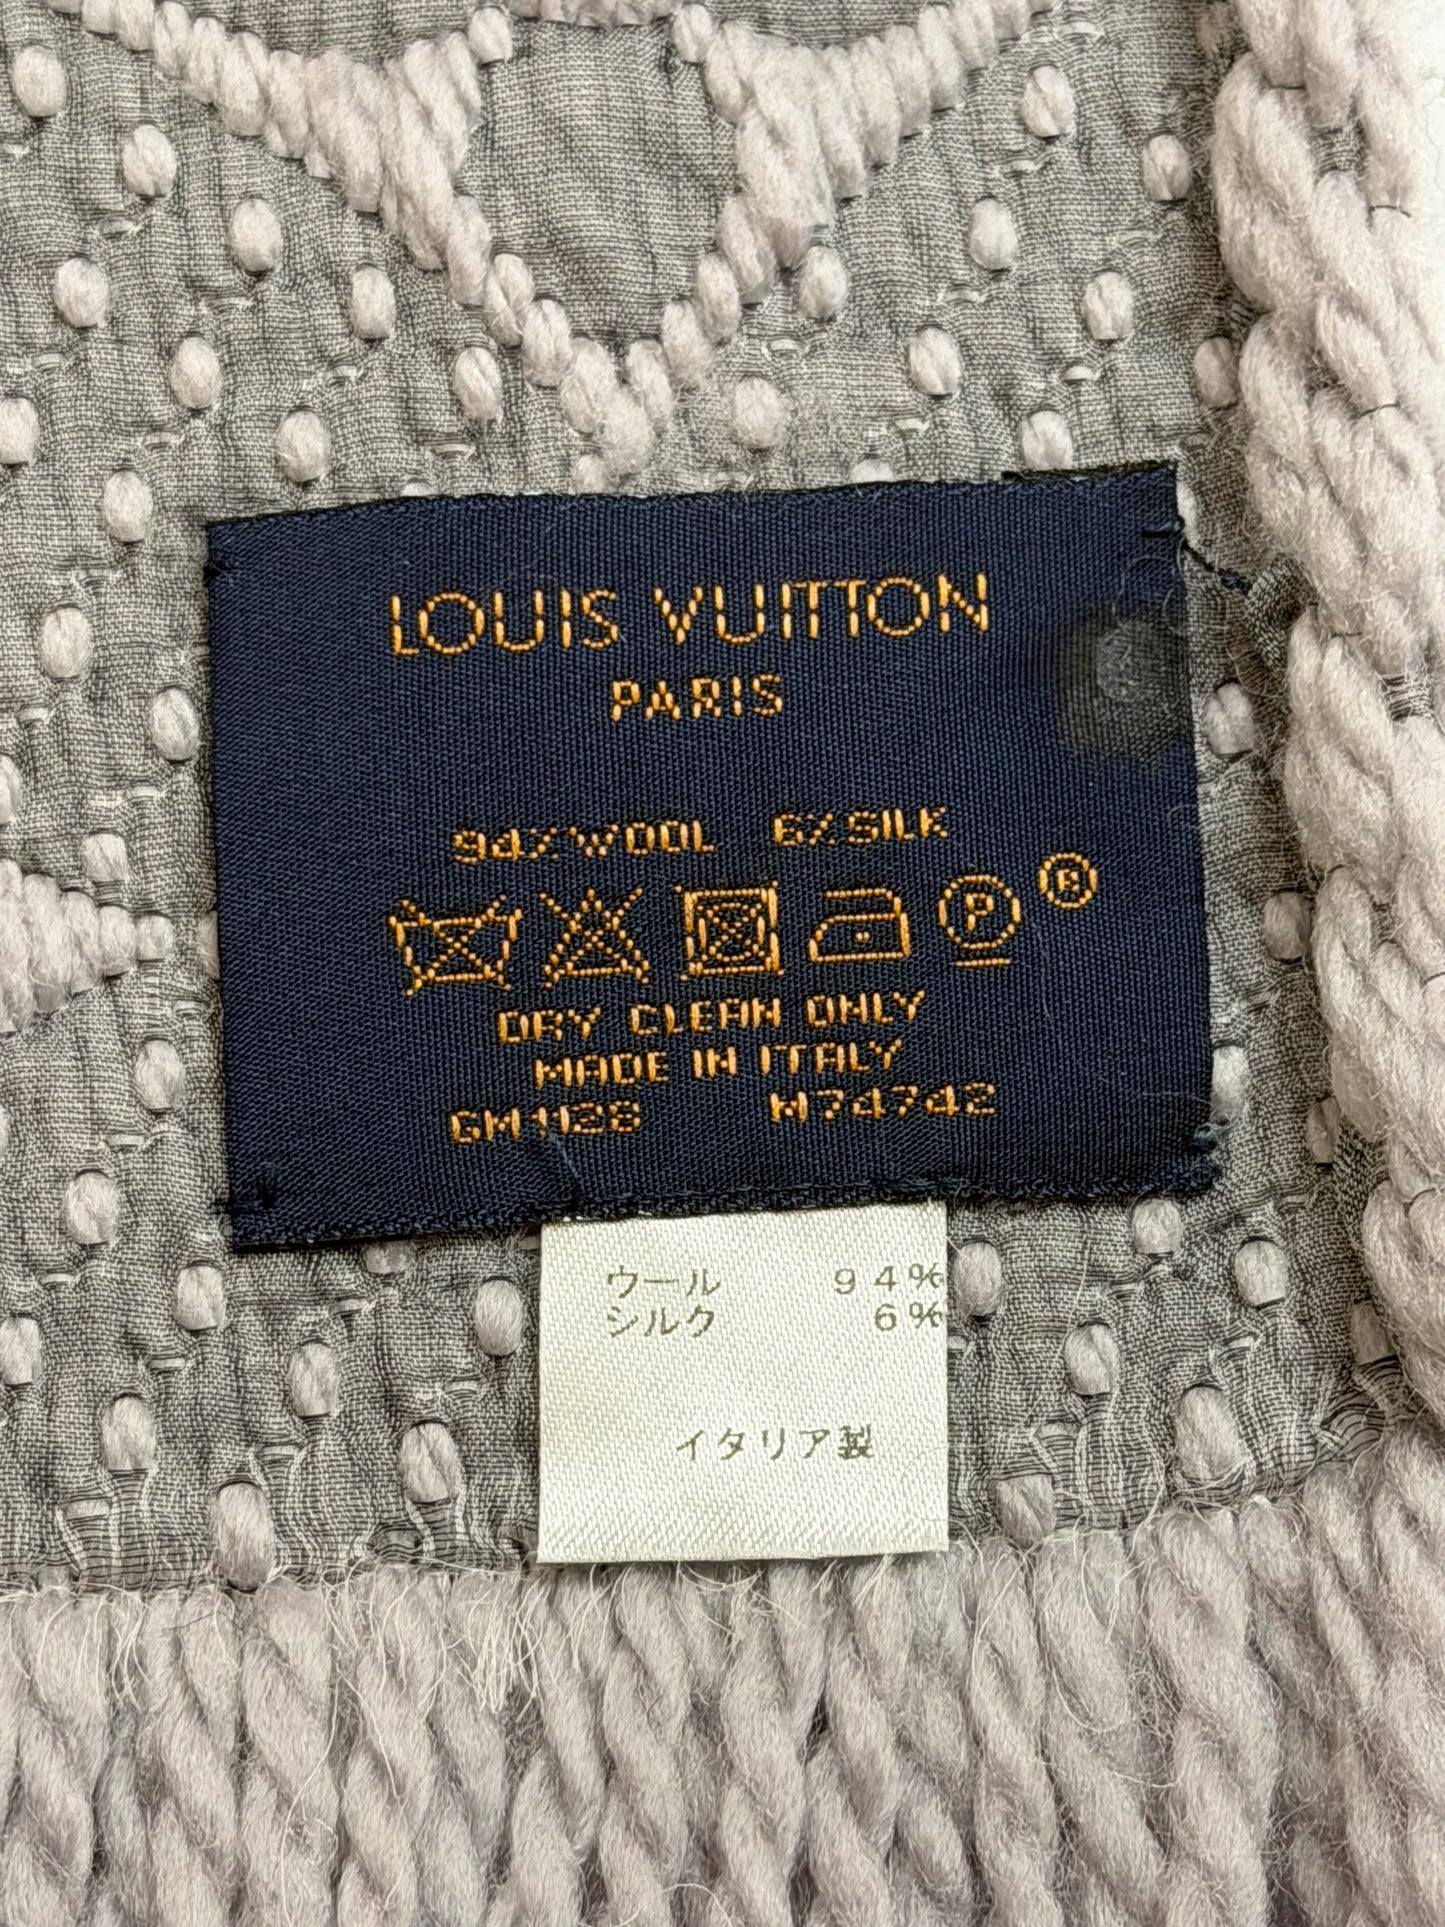 LOUIS VUITTON
PARIS
94% WOOL 6% SILK
P ®
DRY CLEAN ONLY
MADE IN ITALY
GM1128 M74742
ウール 94%
シルク 6%
イタリア製